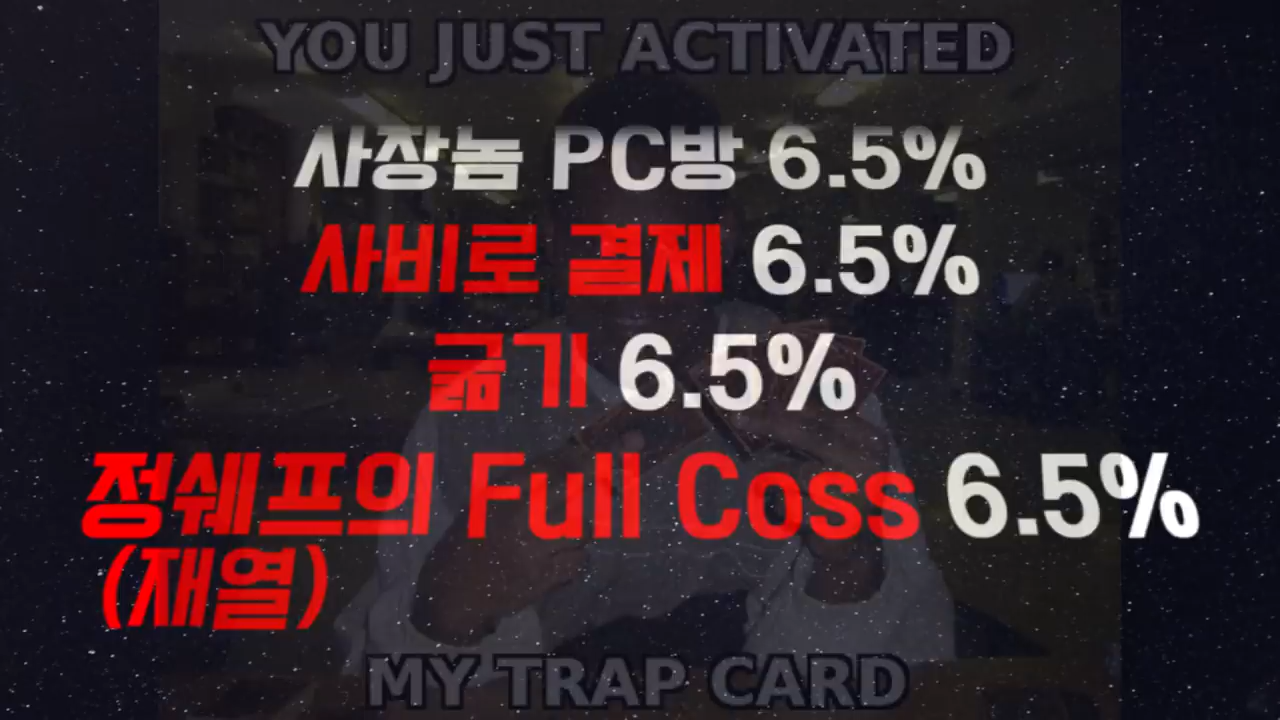 YOU JUST ACTIVATED
사장놈 PC방 6.5%
사비로 결제 6.5%
굶기 6.5%
정쉐프의 Full Coss 6.5%
(재열)
MY TRAP CARD